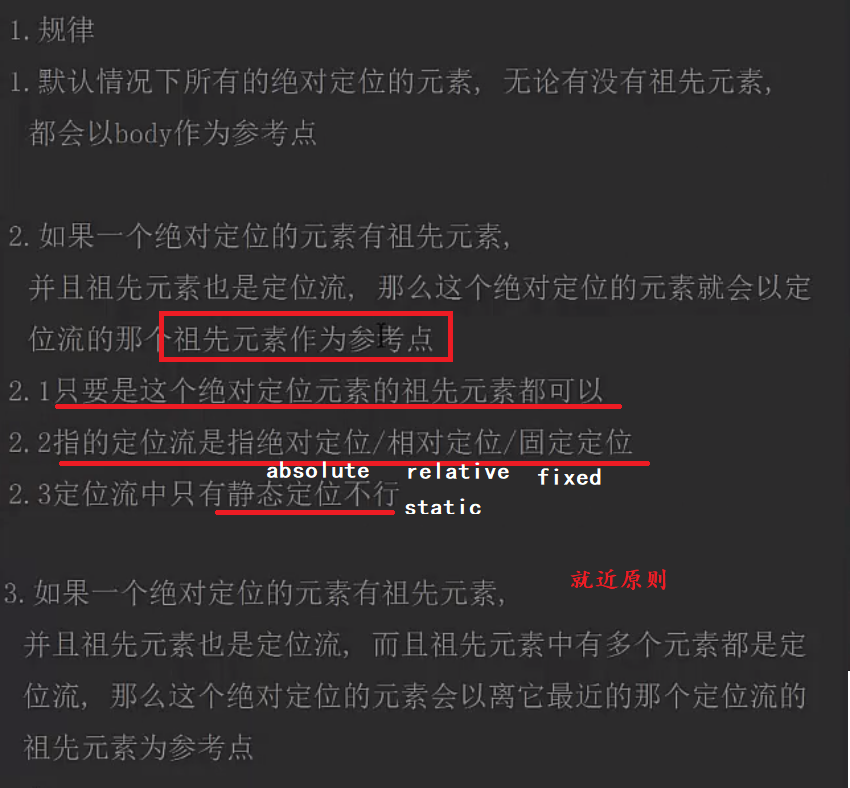 1.规律
1.默认情况下所有的绝对定位的元素, 无论有没有祖先元素,
都会以body作为参考点
2.如果一个绝对定位的元素有祖先元素,
并且祖先元素也是定位流, 那么这个绝对定位的元素就会以定
位流的那个祖先元素作为参考点
2.1只要是这个绝对定位元素的祖先元素都可以
2.2指的定位流是指绝对定位/相对定位/固定定位
absolute relative fixed
2.3定位流中只有静态定位不行
static
就近原则
3.如果一个绝对定位的元素有祖先元素,
并且祖先元素也是定位流, 而且祖先元素中有多个元素都是定
位流, 那么这个绝对定位的元素会以离它最近的那个定位流的
祖先元素为参考点